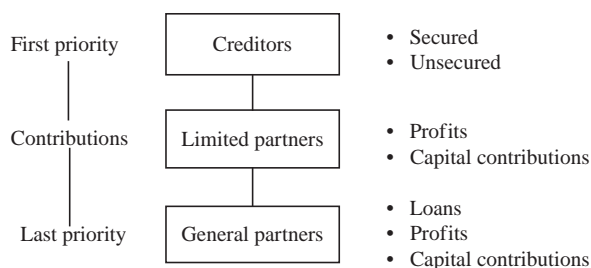 First priority
Creditors
• Secured
• Unsecured
Contributions
Limited partners
• Profits
• Capital contributions
Last priority
General partners
• Loans
• Profits
• Capital contributions